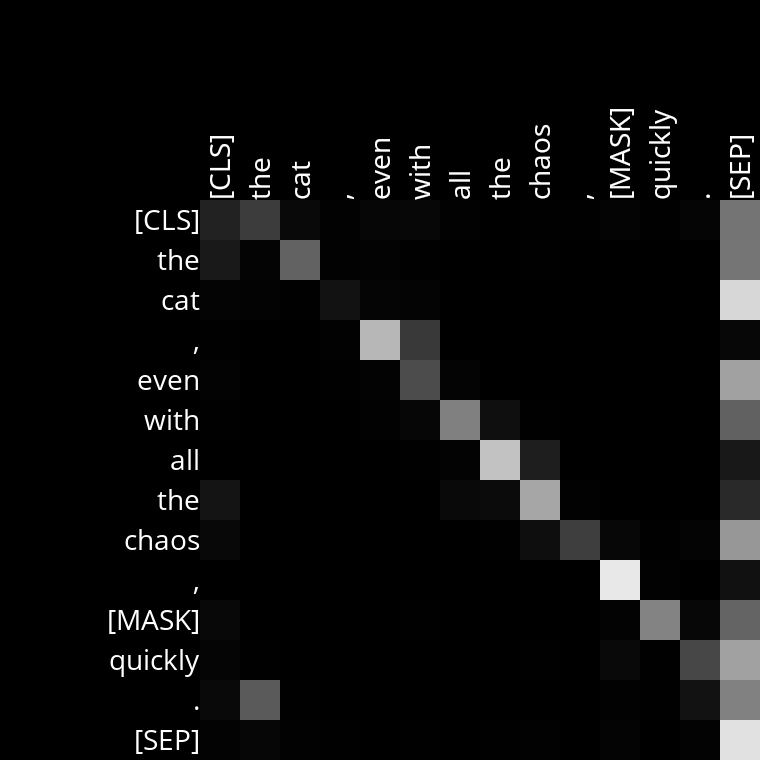 [CLS] the cat , even with all the chaos , [MASK] quickly . [SEP]
[CLS]
the
cat
,
even
with
all
the
chaos
,
[MASK]
quickly
.
[SEP]